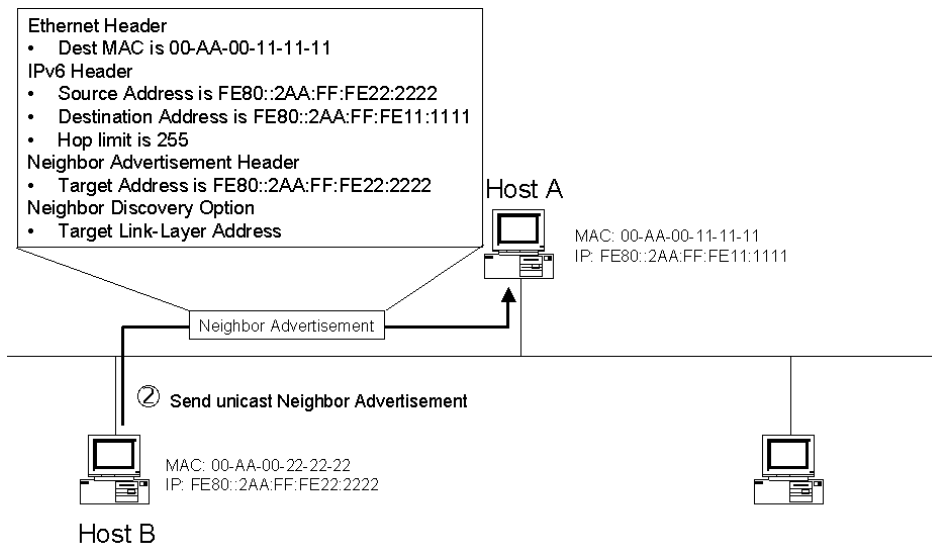 Ethernet Header
• Dest MAC is 00-AA-00-11-11-11
IPv6 Header
• Source Address is FE80::2AA:FF:FE22:2222
• Destination Address is FE80::2AA:FF:FE11:1111
• Hop limit is 255
Neighbor Advertisement Header
• Target Address is FE80::2AA:FF:FE22:2222
Neighbor Discovery Option
• Target Link-Layer Address
Host A
MAC: 00-AA-00-11-11-11
IP: FE80::2AA:FF:FE11:1111
Neighbor Advertisement
② Send unicast Neighbor Advertisement
MAC: 00-AA-00-22-22-22
IP: FE80::2AA:FF:FE22:2222
Host B